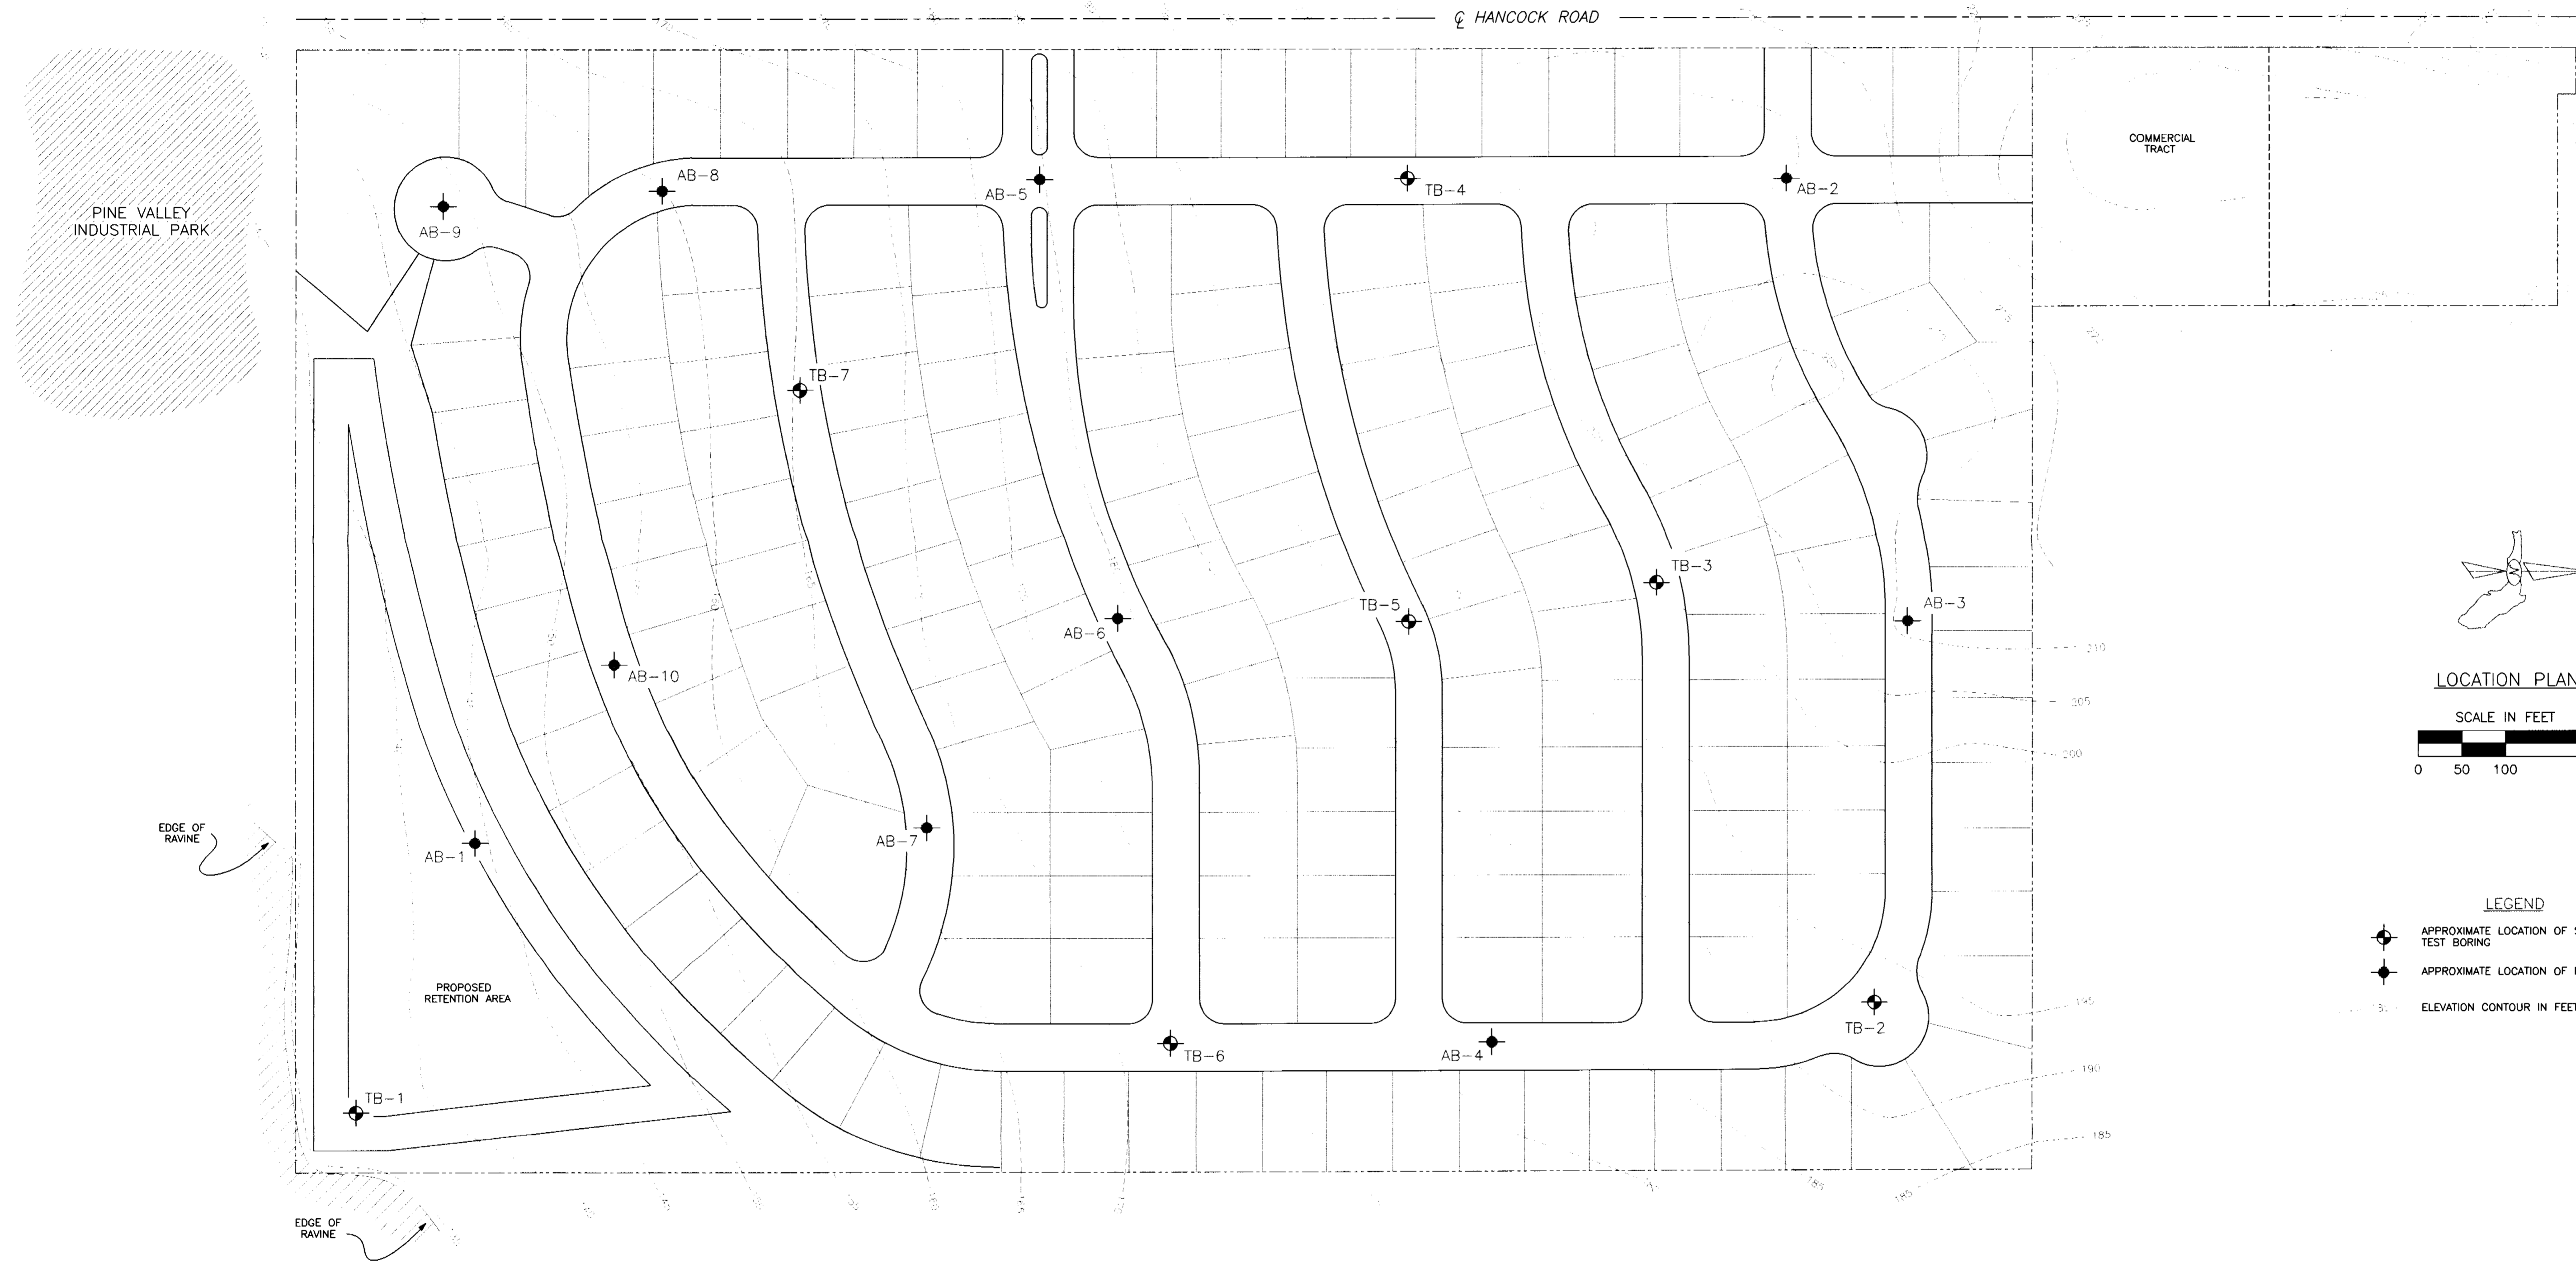 ℄ HANCOCK ROAD
COMMERCIAL
TRACT
PINE VALLEY
INDUSTRIAL PARK
AB-8
AB-5
TB-4
AB-2
AB-9
TB-7
TB-3
TB-5
AB-3
AB-6
AB-10
210
LOCATION PLAN
205
SCALE IN FEET
200
0 50 100
EDGE OF
RAVINE
AB-7
AB-1
LEGEND
APPROXIMATE LOCATION OF
TEST BORING
APPROXIMATE LOCATION OF
PROPOSED
RETENTION AREA
195
ELEVATION CONTOUR IN FEET
TB-2
TB-6
AB-4
190
TB-1
185
185
185
EDGE OF
RAVINE